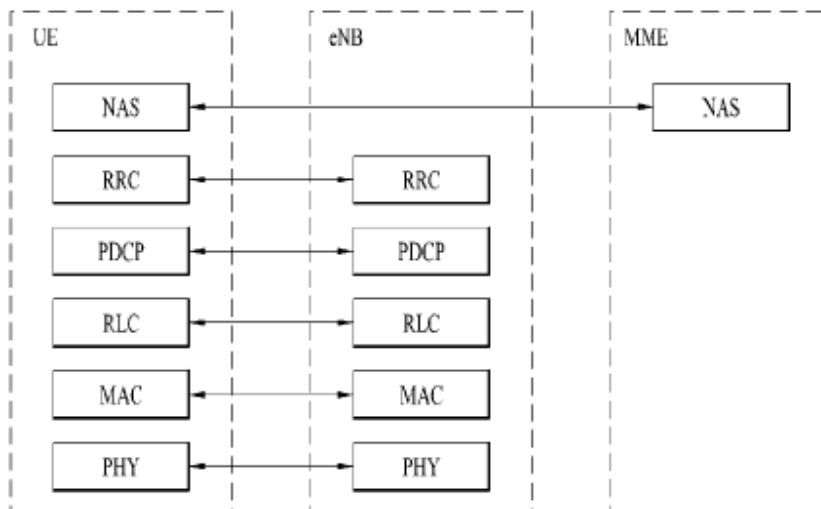 UE eNB MME
NAS NAS
RRC RRC
PDCP PDCP
RLC RLC
MAC MAC
PHY PHY